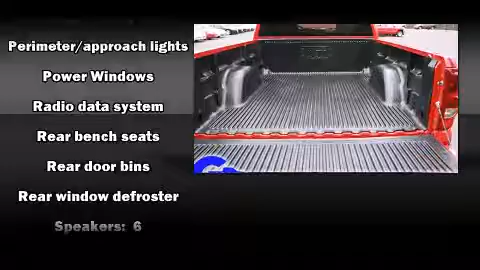 Perimeter/approach lights
Power Windows
Radio data system
Rear bench seats
Rear door bins
Rear window defroster
Speakers: 6